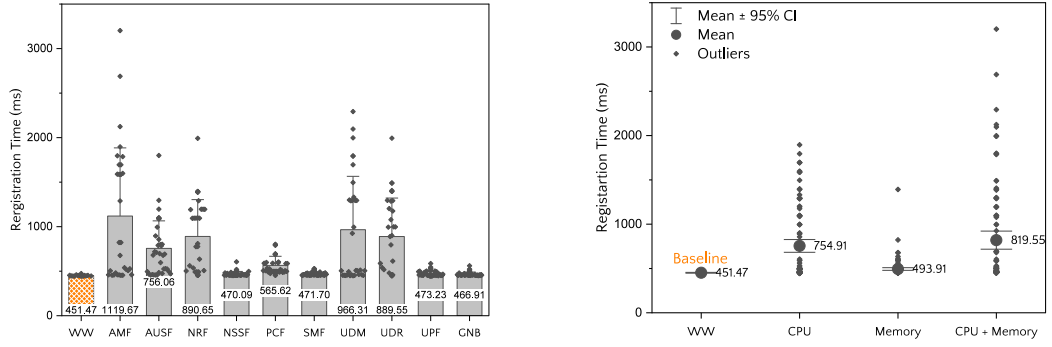 3000
2000
1000
0
Rergistration Time (ms)
451.47
1119.67
756.06
890.65
470.09
565.62
471.70
966.31
889.55
473.23
466.91
WW
AMF
AUSF
NRF
NSSF
PCF
SMF
UDM
UDR
UPF
GNB
Mean ± 95% CI
Mean
Outliers
3000
2000
1000
0
Registartion Time (ms)
Baseline
451.47
754.91
493.91
819.55
WW
CPU
Memory
CPU + Memory